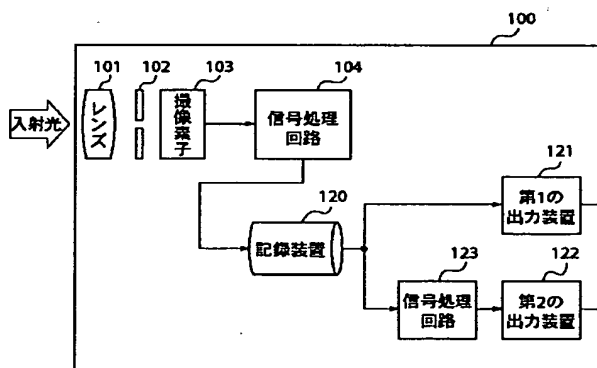 100
101
102
103
104
入射光
レンズ
撮像素子
信号処理
回路
120
記録装置
121
第1の
出力装置
123
信号処理
回路
122
第2の
出力装置